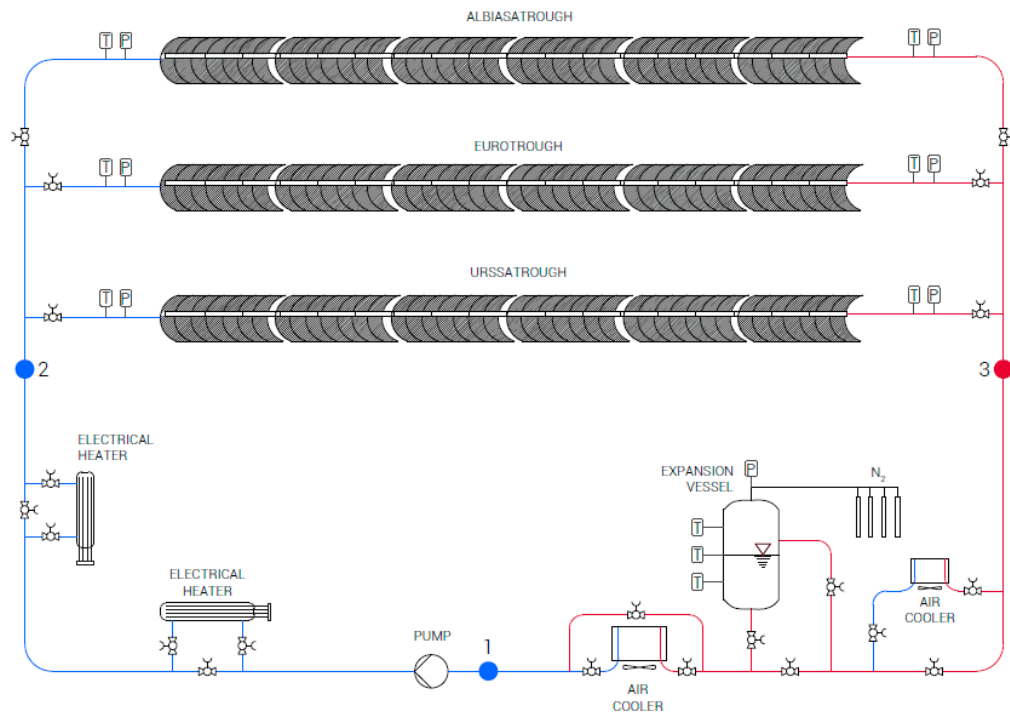 ALBIASATROUGH
T P
T P
EUROTROUGH
T P
T P
URSSATROUGH
T P
T P
2
3
ELECTRICAL
HEATER
EXPANSION
VESSEL
P
N₂
T
T
T
ELECTRICAL
HEATER
AIR
COOLER
PUMP
1
AIR
COOLER